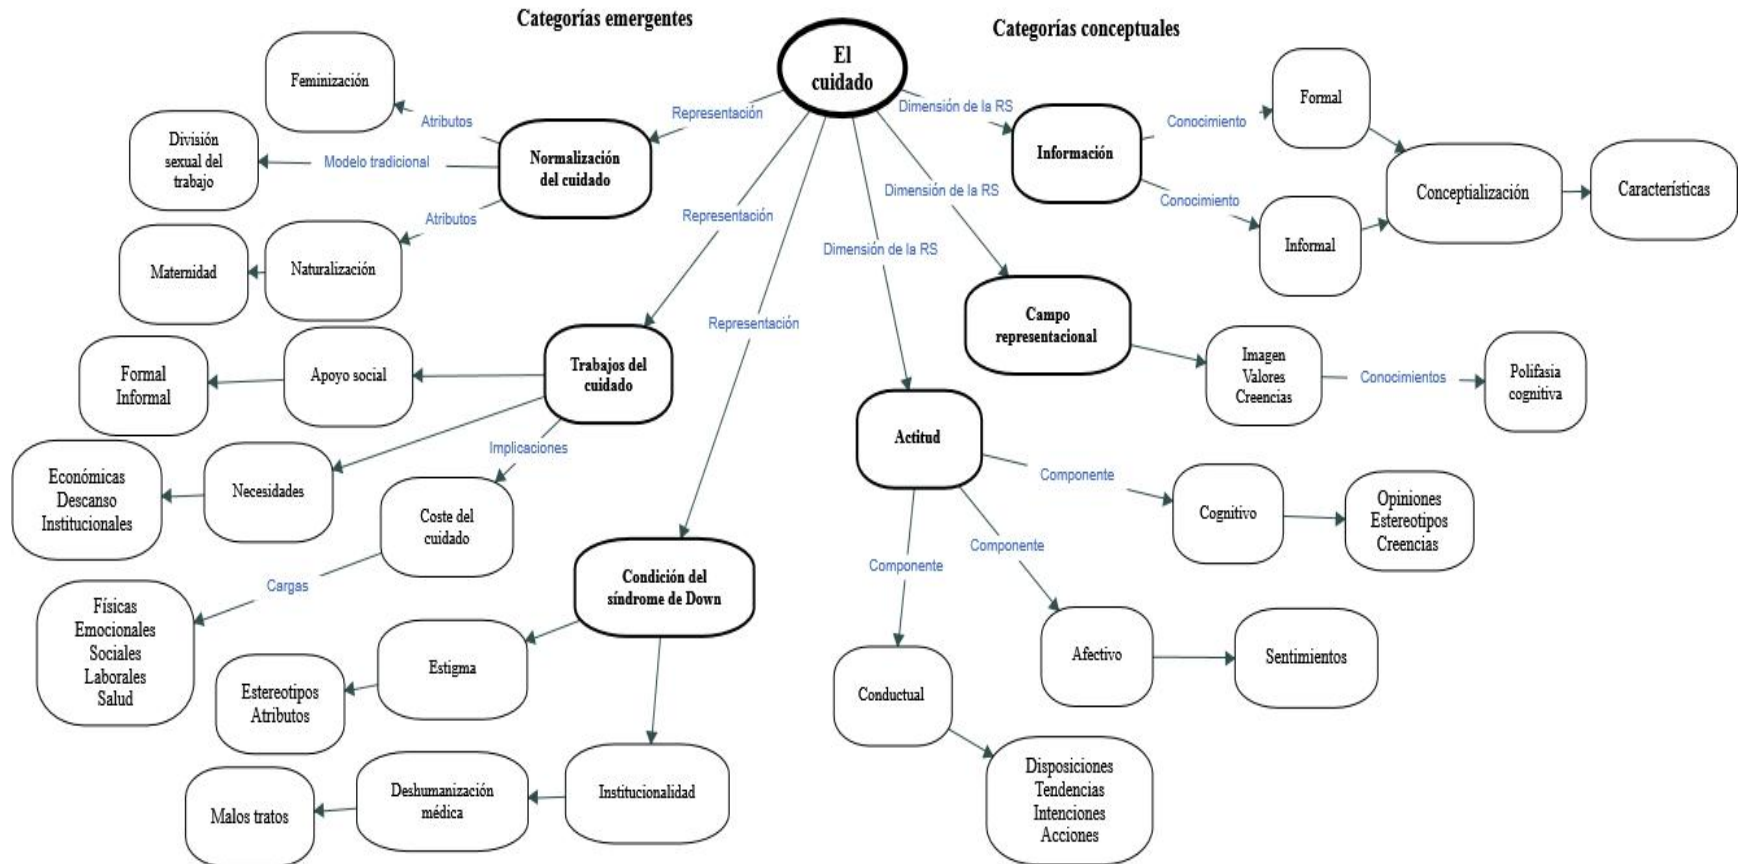 Categorías emergentes
El
cuidado
Categorías conceptuales
Representación
Normalización
del cuidado
Atributos
Feminización
Modelo tradicional
División
sexual del
trabajo
Atributos
Naturalización
Maternidad
Representación
Trabajos del
cuidado
Apoyo social
Formal
Informal
Necesidades
Económicas
Descanso
Institucionales
Implicaciones
Coste del
cuidado
Cargas
Físicas
Emocionales
Sociales
Laborales
Salud
Representación
Condición del
síndrome de Down
Estigma
Estereotipos
Atributos
Institucionalidad
Deshumanización
médica
Malos tratos
Dimensión de la RS
Información
Conocimiento
Formal
Conocimiento
Informal
Conceptialización
Características
Dimensión de la RS
Campo
representacional
Imagen
Valores
Creencias
Conocimientos
Polifasia
cognitiva
Dimensión de la RS
Actitud
Componente
Cognitivo
Opiniones
Estereotipos
Creencias
Componente
Afectivo
Sentimientos
Componente
Conductual
Disposiciones
Tendencias
Intenciones
Acciones